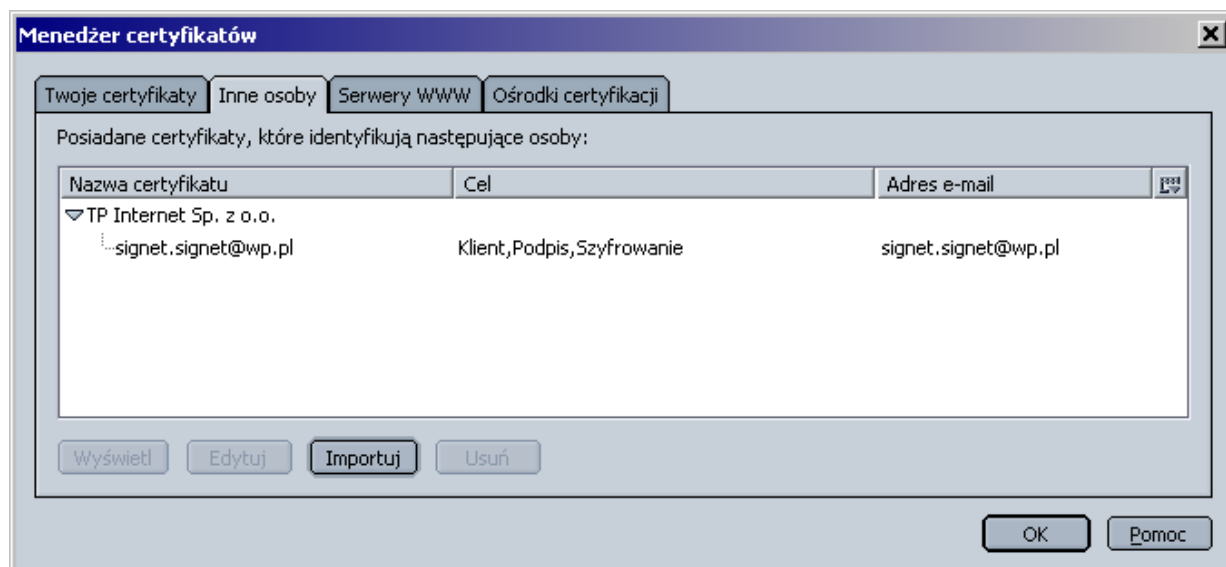 Menedżer certyfikatów
Twoje certyfikaty Inne osoby Serwery WWW Ośrodki certyfikacji
Posiadane certyfikaty, które identyfikują następujące osoby:
Nazwa certyfikatu Cel Adres e-mail
TP Internet Sp. z o.o.
signet.signet@wp.pl Klient,Podpis,Szyfrowanie signet.signet@wp.pl
Wyświetl Edytuj Importuj Usuń
OK Pomoc